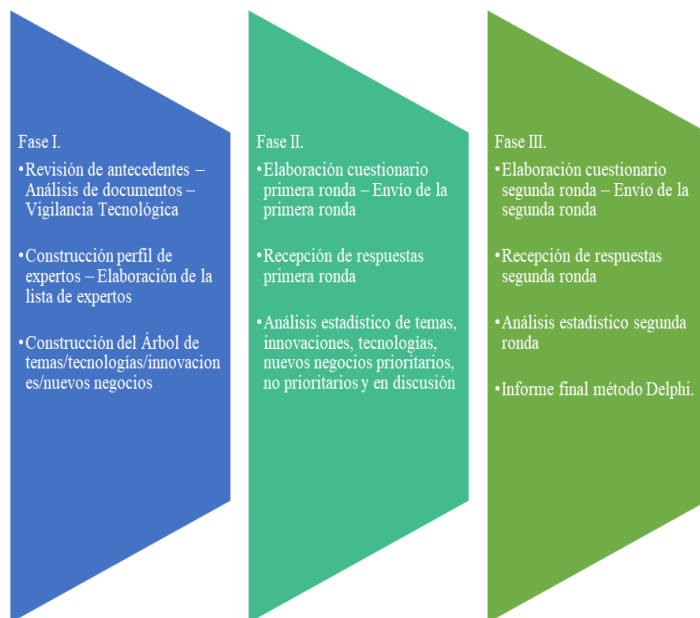 Fase I.
•Revisión de antecedentes –
Análisis de documentos –
Vigilancia Tecnológica
•Construcción perfil de
expertos – Elaboración de la
lista de expertos
•Construcción del Árbol de
temas/tecnologías/innovacion
es/nuevos negocios
Fase II.
•Elaboración cuestionario
primera ronda – Envío de la
primera ronda
•Recepción de respuestas
primera ronda
•Análisis estadístico de temas,
innovaciones, tecnologías,
nuevos negocios prioritarios,
no prioritarios y en discusión
Fase III.
•Elaboración cuestionario
segunda ronda – Envío de la
segunda ronda
•Recepción de respuestas
segunda ronda
•Análisis estadístico segunda
ronda
•Informe final método Delphi.